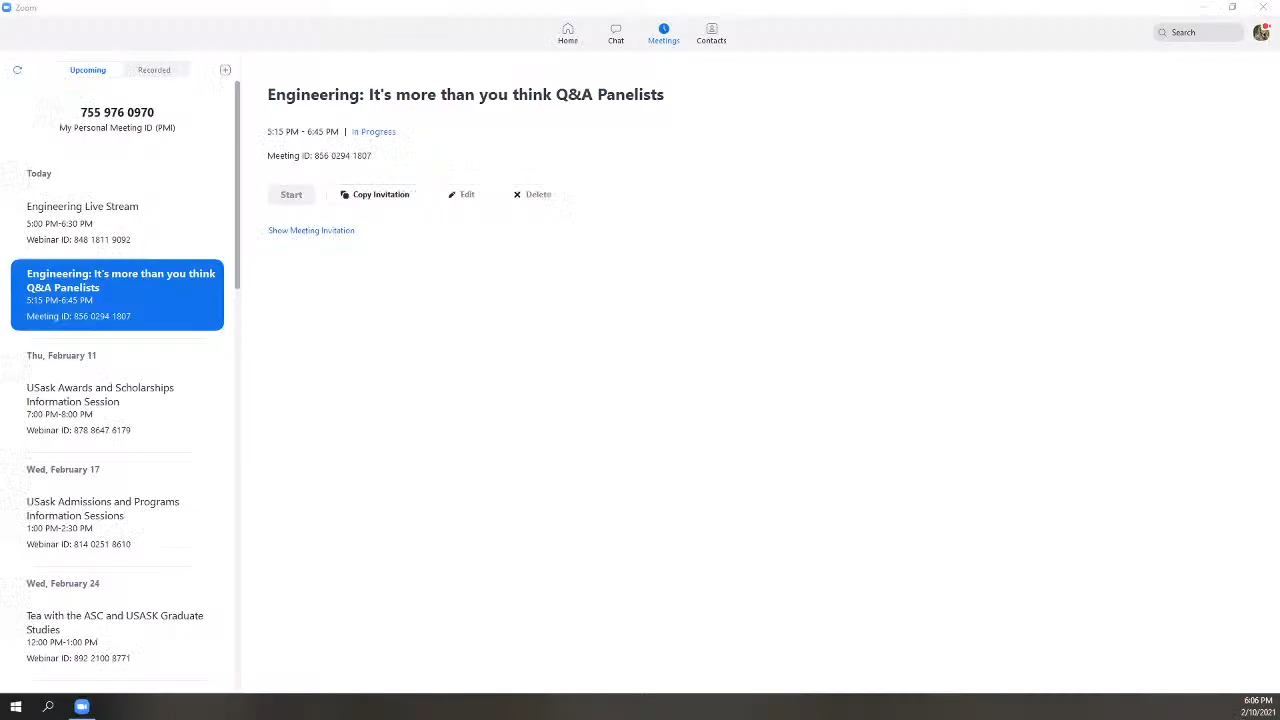 Zoom
Home
Chat
Meetings
Contacts
Search
Upcoming
Recorded
755 976 0970
My Personal Meeting ID (PMI)
Today
Engineering Live Stream
5:00 PM-6:30 PM
Webinar ID: 848 1811 9092
Engineering: It's more than you think
Q&A Panelists
5:15 PM-6:45 PM
Meeting ID: 856 0294 1807
Thu, February 11
USask Awards and Scholarships
Information Session
7:00 PM-8:00 PM
Webinar ID: 878 8647 6179
Wed, February 17
USask Admissions and Programs
Information Sessions
1:00 PM-2:30 PM
Webinar ID: 814 0251 8610
Wed, February 24
Tea with the ASC and USASK Graduate
Studies
12:00 PM-1:00 PM
Webinar ID: 892 2100 8771
Engineering: It's more than you think Q&A Panelists
5:15 PM - 6:45 PM | In Progress
Meeting ID: 856 0294 1807
Start
Copy Invitation
Edit
Delete
Show Meeting Invitation
6:06 PM
2/10/2021